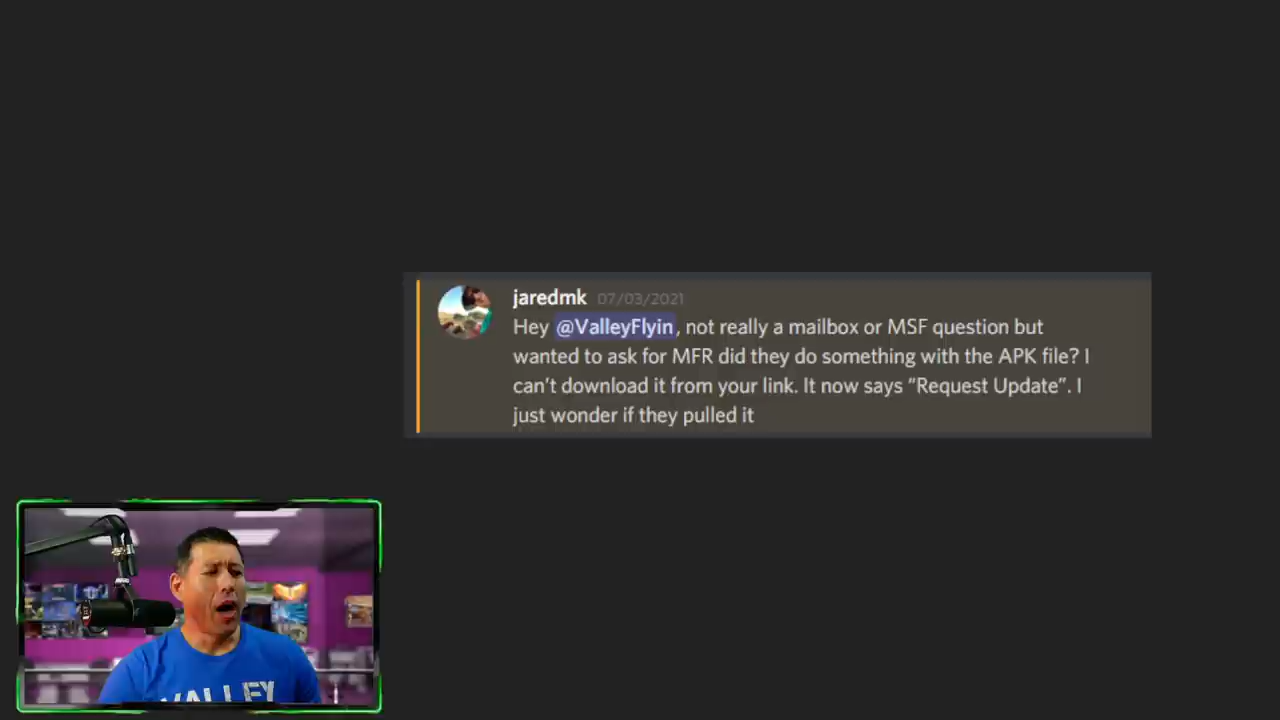 jaredmk 07/03/2021
Hey @ValleyFlyin, not really a mailbox or MSF question but
wanted to ask for MFR did they do something with the APK file? I
can't download it from your link. It now says “Request Update”. I
just wonder if they pulled it
VALLEY